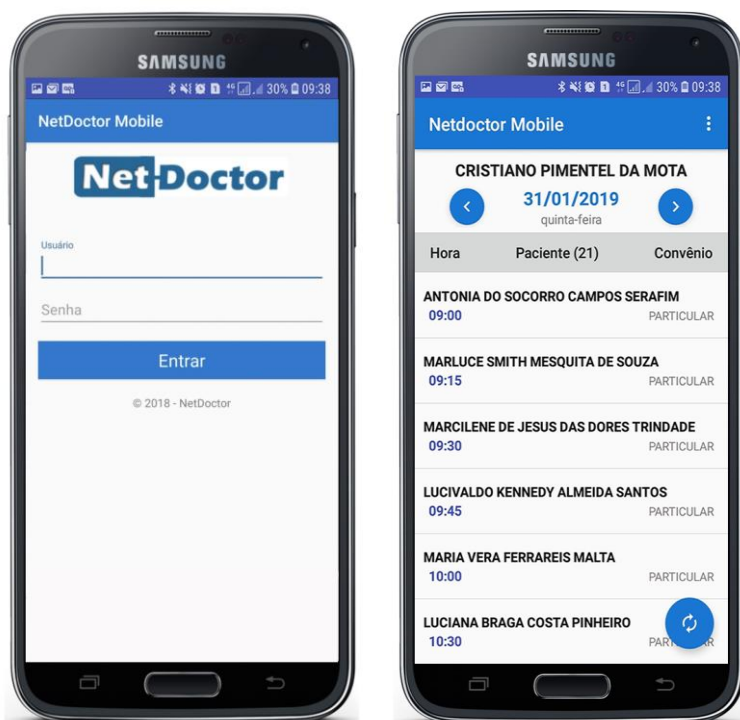 SAMSUNG
4G 30% 09:38
NetDoctor Mobile
Net-Doctor
Usuário
Senha
Entrar
© 2018 - NetDoctor
SAMSUNG
4G 30% 09:38
Netdoctor Mobile
CRISTIANO PIMENTEL DA MOTA
31/01/2019
quinta-feira
Hora Paciente (21) Convênio
ANTONIA DO SOCORRO CAMPOS SERAFIM
09:00 PARTICULAR
MARLUCE SMITH MESQUITA DE SOUZA
09:15 PARTICULAR
MARCILENE DE JESUS DAS DORES TRINDADE
09:30 PARTICULAR
LUCIVALDO KENNEDY ALMEIDA SANTOS
09:45 PARTICULAR
MARIA VERA FERRAREIS MALTA
10:00 PARTICULAR
LUCIANA BRAGA COSTA PINHEIRO
10:30